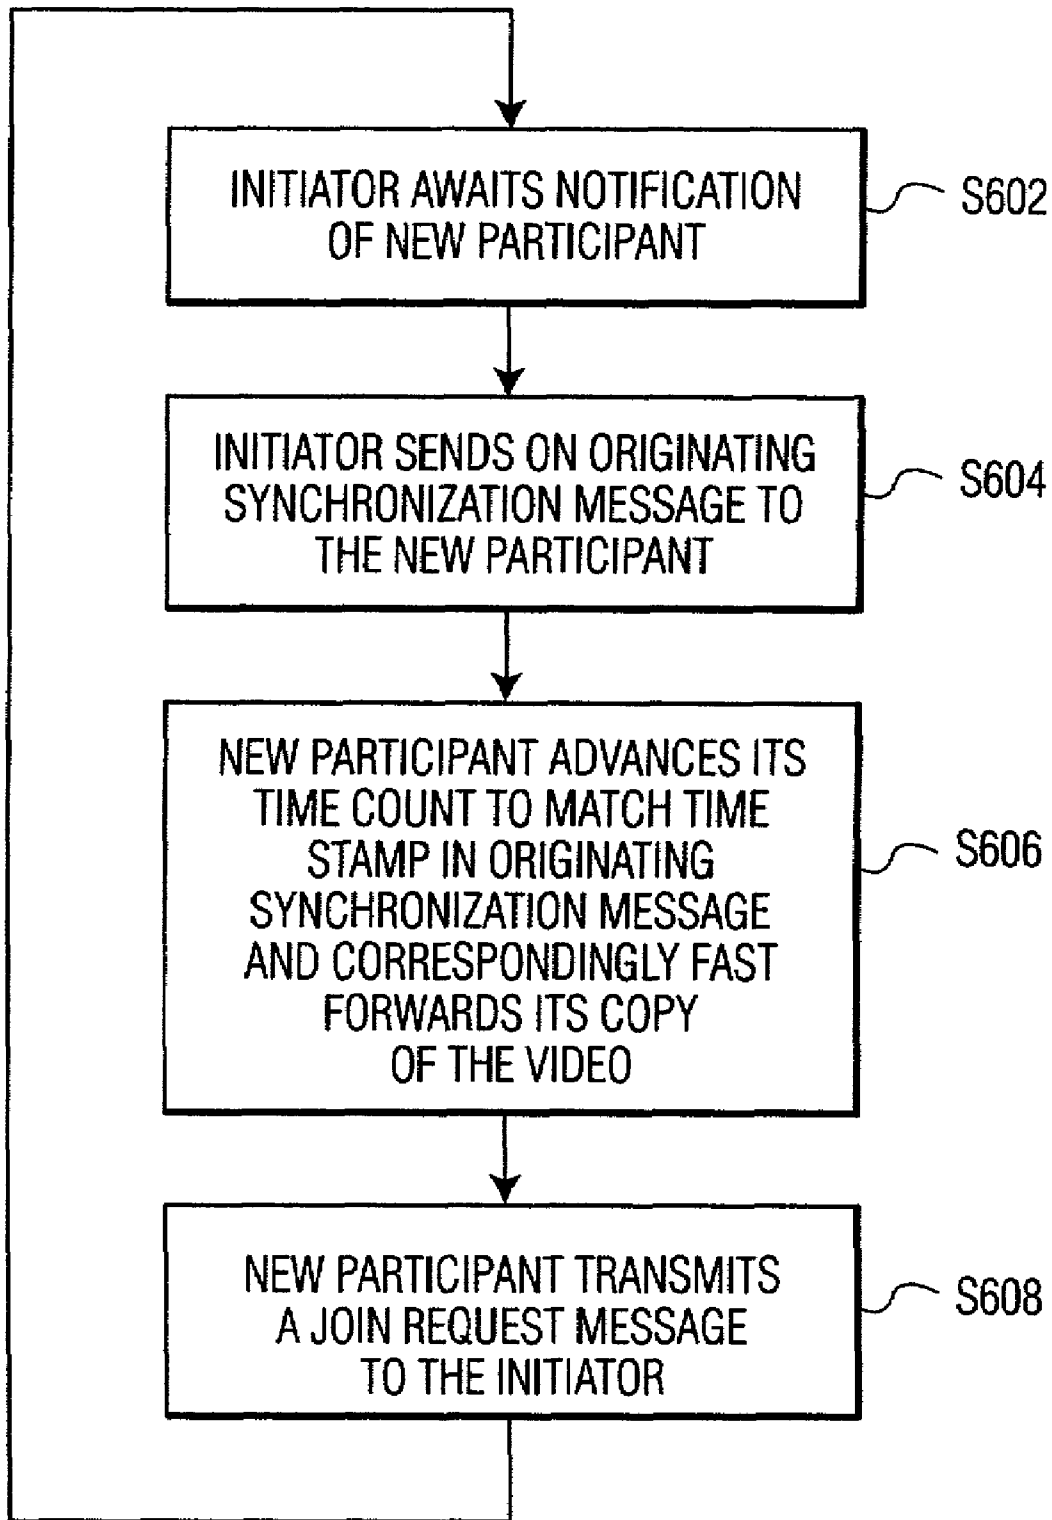 INITIATOR AWAITS NOTIFICATION
OF NEW PARTICIPANT
S602
INITIATOR SENDS ON ORIGINATING
SYNCHRONIZATION MESSAGE TO
THE NEW PARTICIPANT
S604
NEW PARTICIPANT ADVANCES ITS
TIME COUNT TO MATCH TIME
STAMP IN ORIGINATING
SYNCHRONIZATION MESSAGE
AND CORRESPONDINGLY FAST
FORWARDS ITS COPY
OF THE VIDEO
S606
NEW PARTICIPANT TRANSMITS
A JOIN REQUEST MESSAGE
TO THE INITIATOR
S608